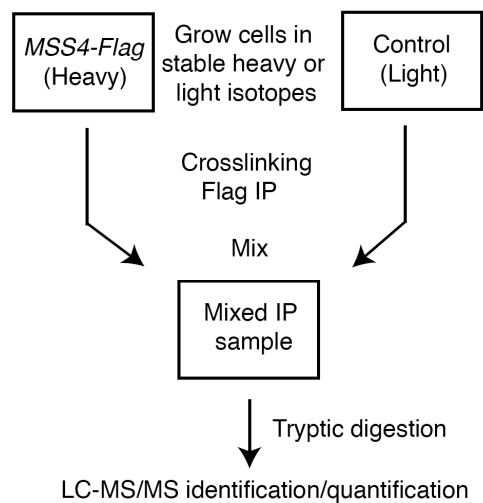 MSS4-Flag
(Heavy)
Grow cells in
stable heavy or
light isotopes
Control
(Light)
Crosslinking
Flag IP
Mix
Mixed IP
sample
Tryptic digestion
LC-MS/MS identification/quantification